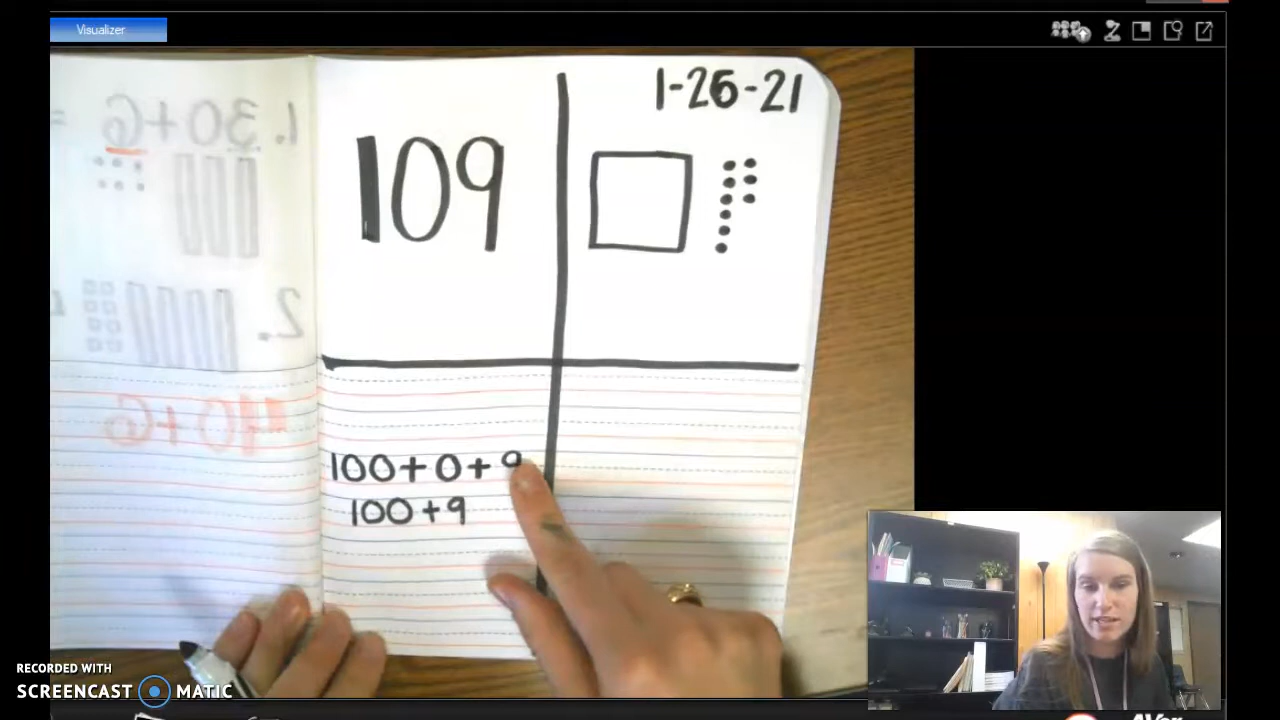 Visualizer
1-26-21
109
100+0+9
100+9
1. 30+6 =
2.
40+6
RECORDED WITH
SCREENCAST MATIC
AVer